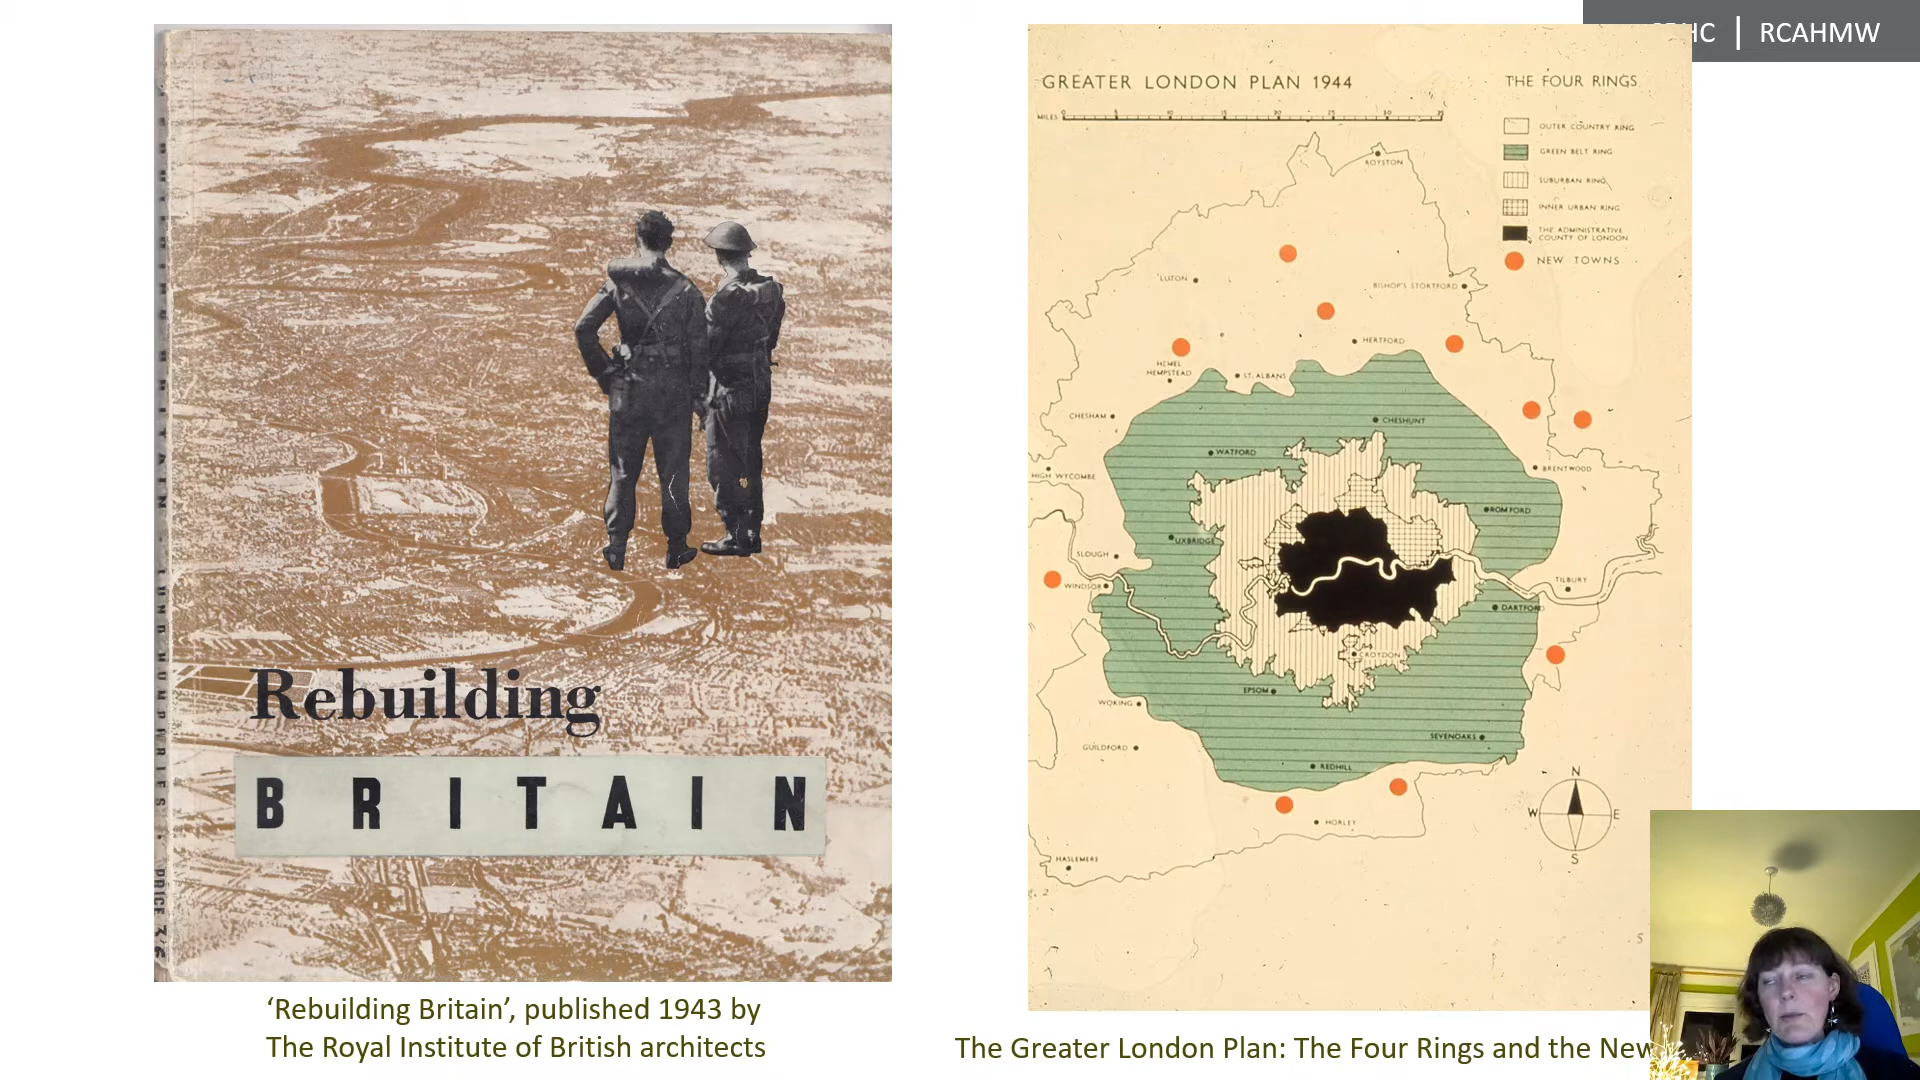 HC | RCAHMW
Rebuilding
BRITAIN
PRICE 3'6
'Rebuilding Britain', published 1943 by
The Royal Institute of British architects
GREATER LONDON PLAN 1944
THE FOUR RINGS
MILES
OUTER COUNTRY RING
GREEN BELT RING
SUBURBAN RING
INNER URBAN RING
THE ADMINISTRATIVE
COUNTY OF LONDON
NEW TOWNS
ROYSTON
LUTON
BISHOP'S STORTFORD
HERTFORD
HEMEL
HEMPSTEAD
ST. ALBANS
CHESHAM
CHESHUNT
WATFORD
HIGH WYCOMBE
BRENTWOOD
ROMFORD
UXBRIDGE
SLOUGH
WINDSOR
TILBURY
DARTFORD
CROYDON
EPSOM
WOKING
SEVENOAKS
GUILDFORD
REDHILL
HORLEY
HASLEMERE
N
W E
S
The Greater London Plan: The Four Rings and the New